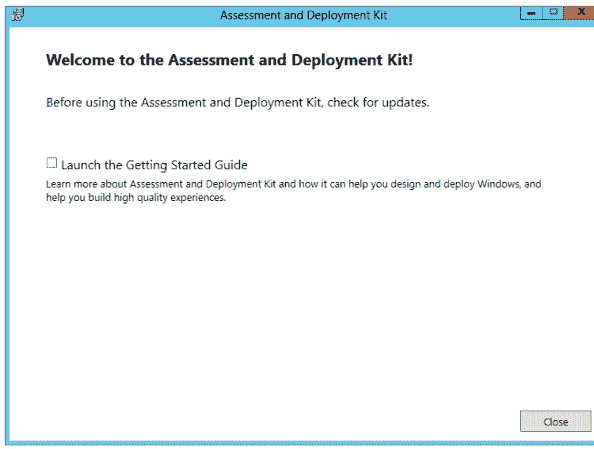 Assessment and Deployment Kit
Welcome to the Assessment and Deployment Kit!
Before using the Assessment and Deployment Kit, check for updates.
Launch the Getting Started Guide
Learn more about Assessment and Deployment Kit and how it can help you design and deploy Windows, and
help you build high quality experiences.
Close